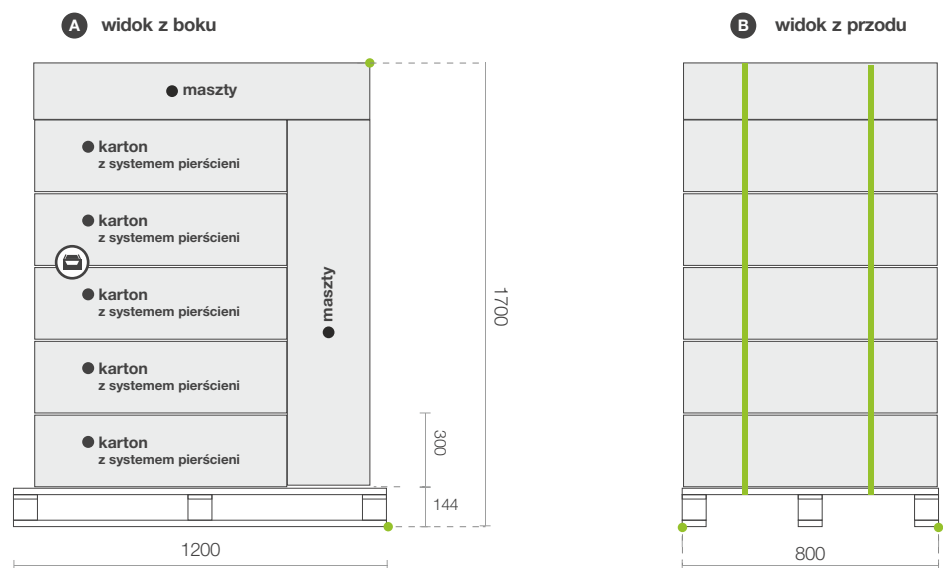 A widok z boku
B widok z przodu
maszty
karton
z systemem pierścieni
karton
z systemem pierścieni
karton
z systemem pierścieni
karton
z systemem pierścieni
karton
z systemem pierścieni
maszty
1700
300
144
1200
800